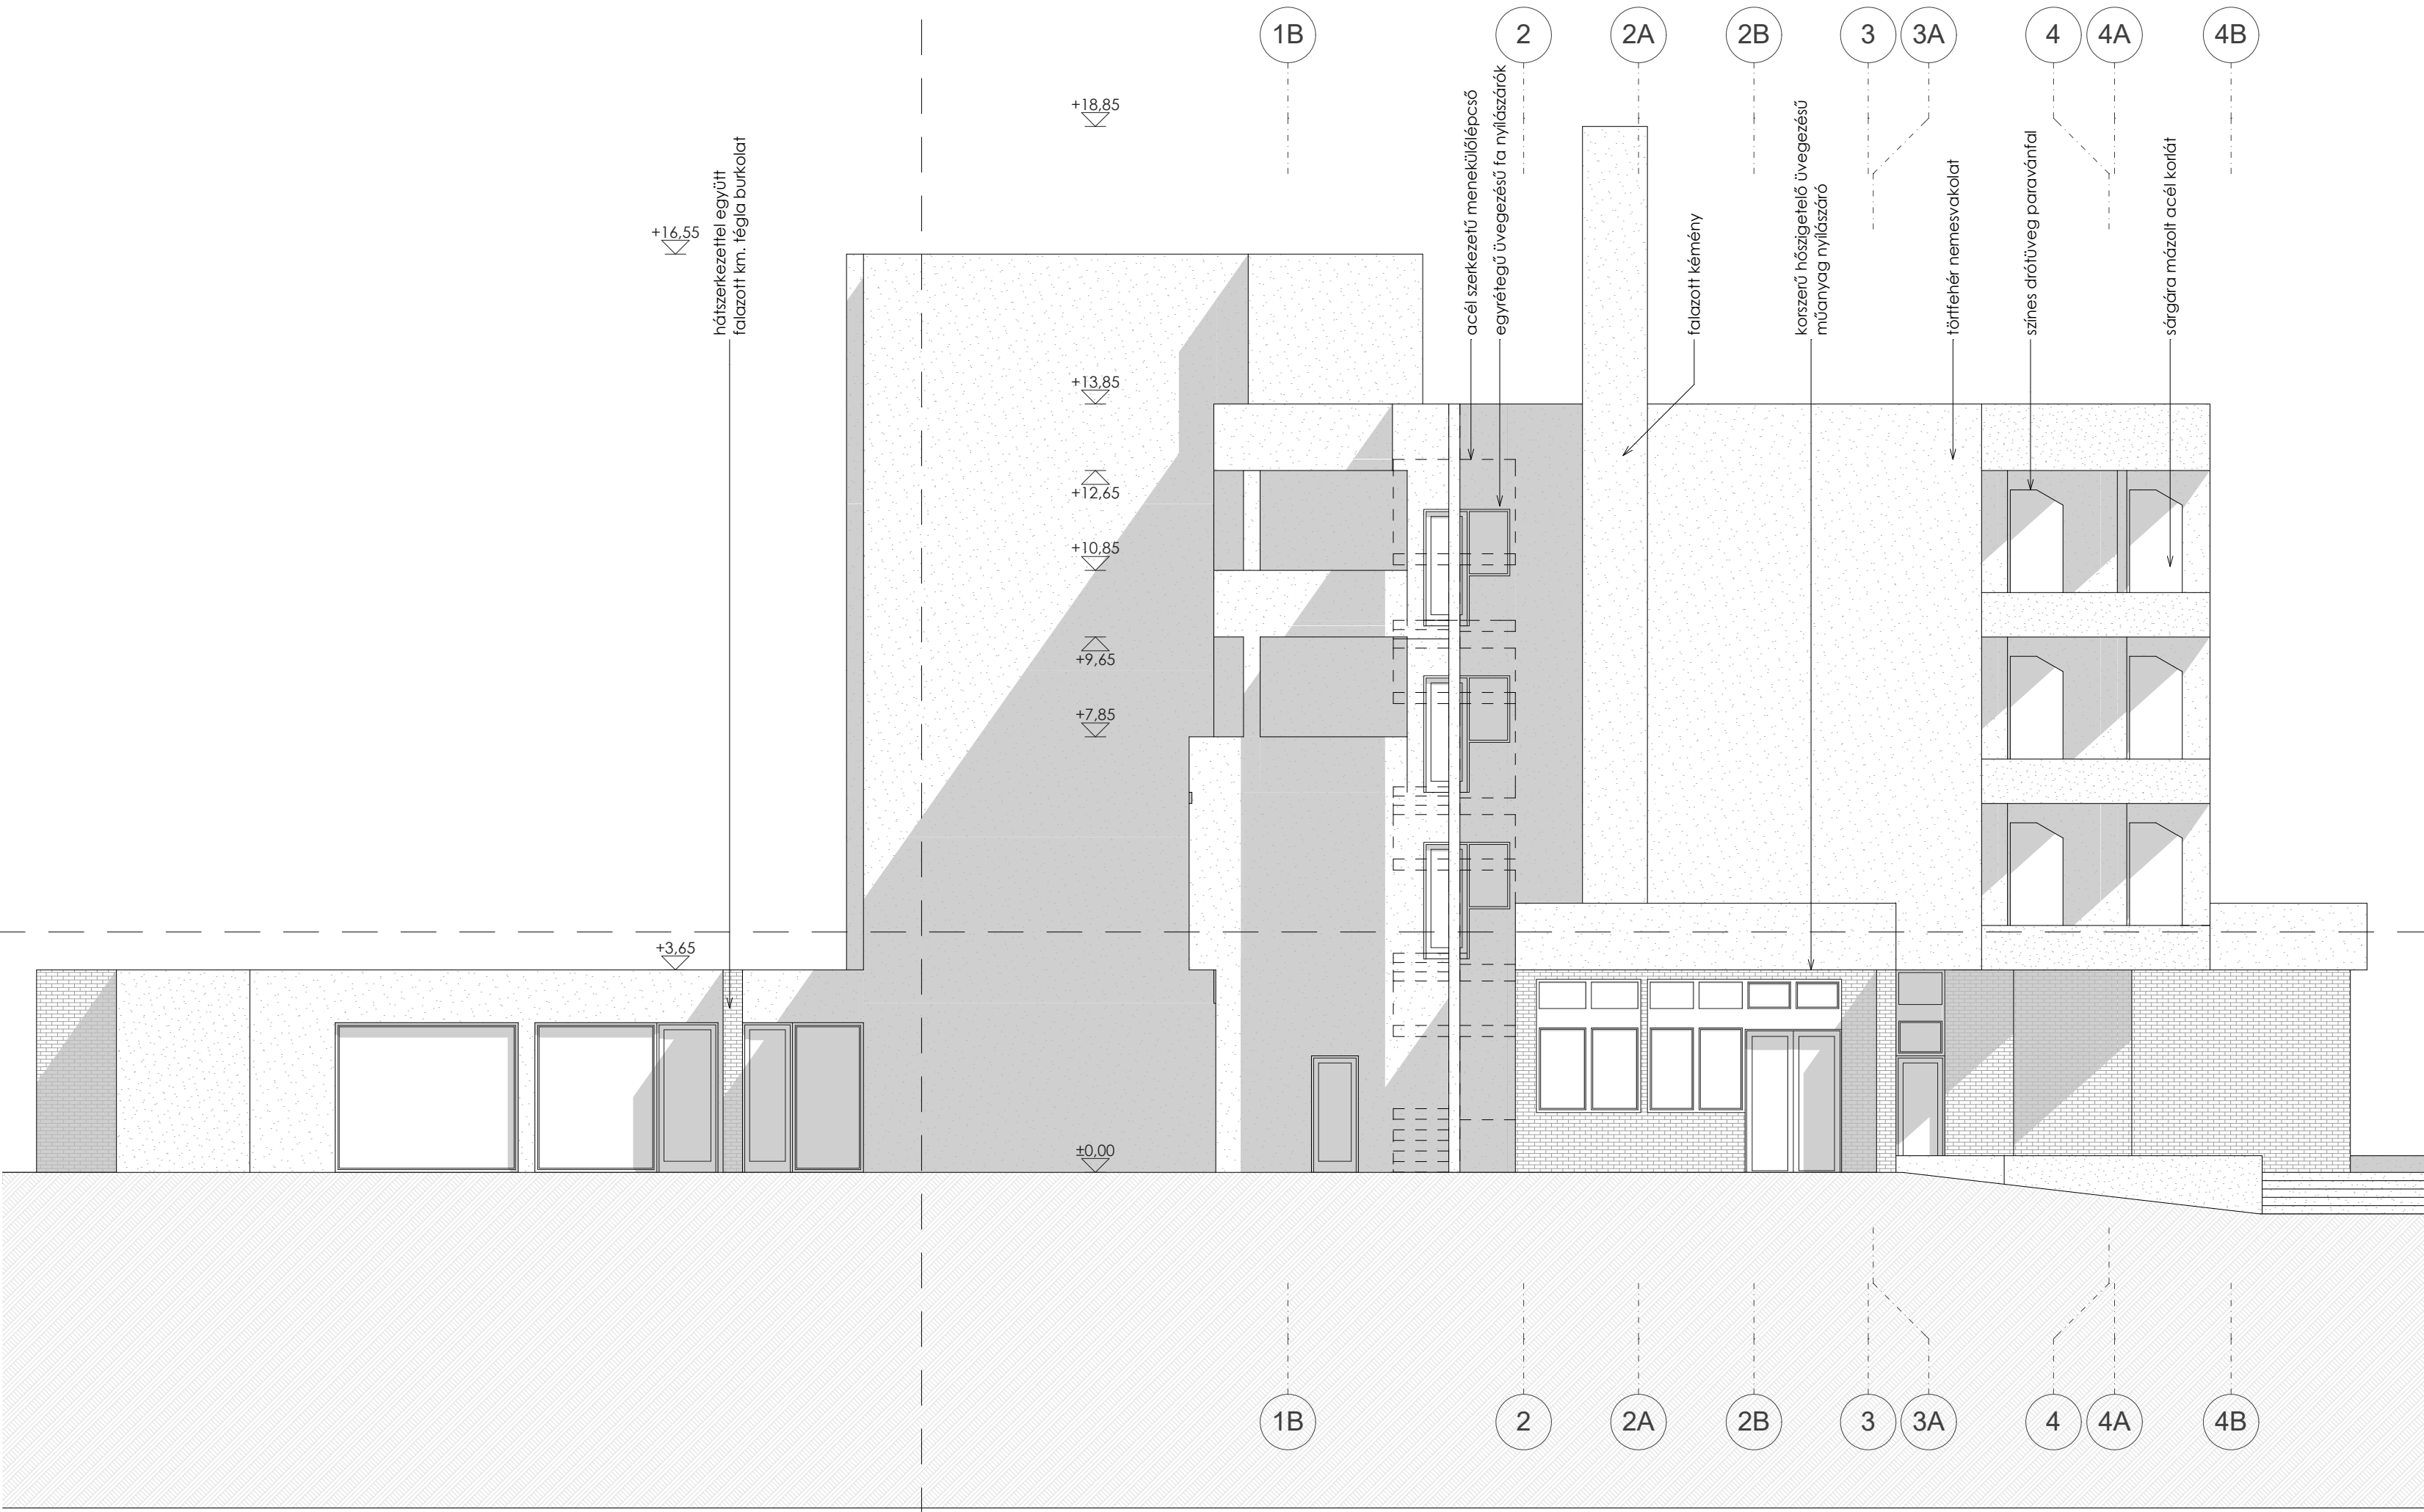 1B
2
2A
2B
3
3A
4
4A
4B
+18,85
+16,55
+13,85
+12,65
+10,85
+9,65
+7,85
+3,65
±0,00
hátszerkezettel együtt
falazott km. tégla burkolat
acél szerkezetű menekülőlépcső
egyrétegű üvegezésű fa nyílászárók
falazott kémény
korszerű hőszigetelő üvegezésű
műanyag nyílászáró
törtfehér nemesvakolat
színes drótüveg paravánfal
sárgára mázolt acél korlát
1B
2
2A
2B
3
3A
4
4A
4B